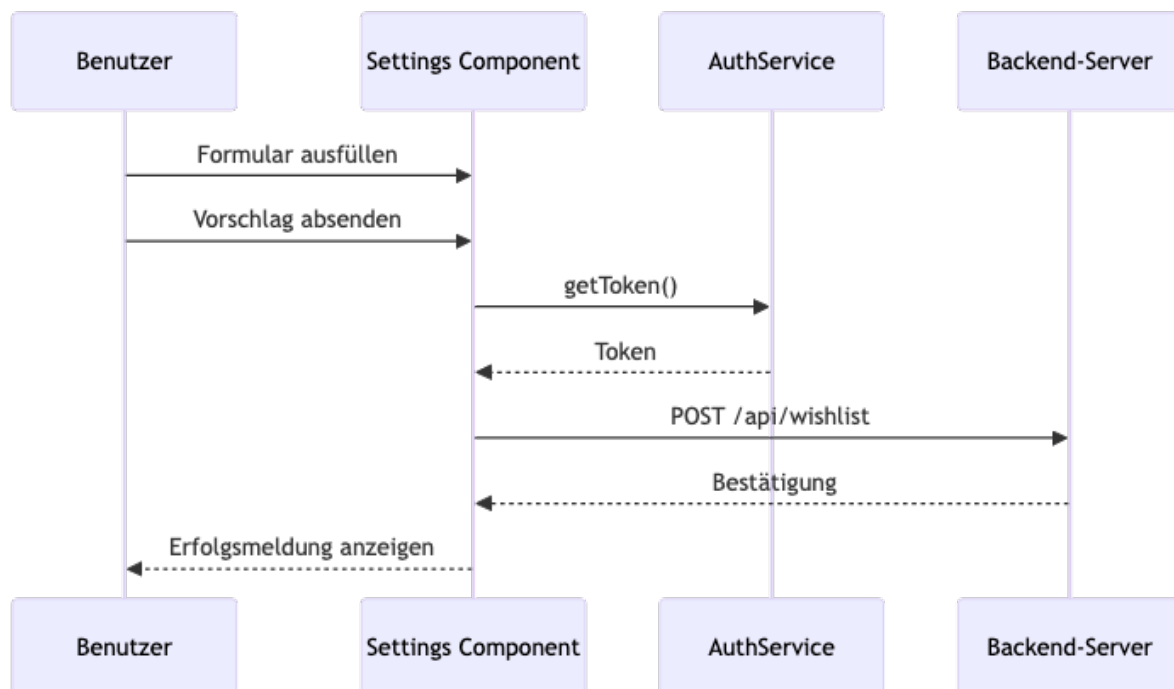 Benutzer
Settings Component
AuthService
Backend-Server
Formular ausfüllen
Vorschlag absenden
getToken()
Token
POST /api/wishlist
Bestätigung
Erfolgsmeldung anzeigen
Benutzer
Settings Component
AuthService
Backend-Server